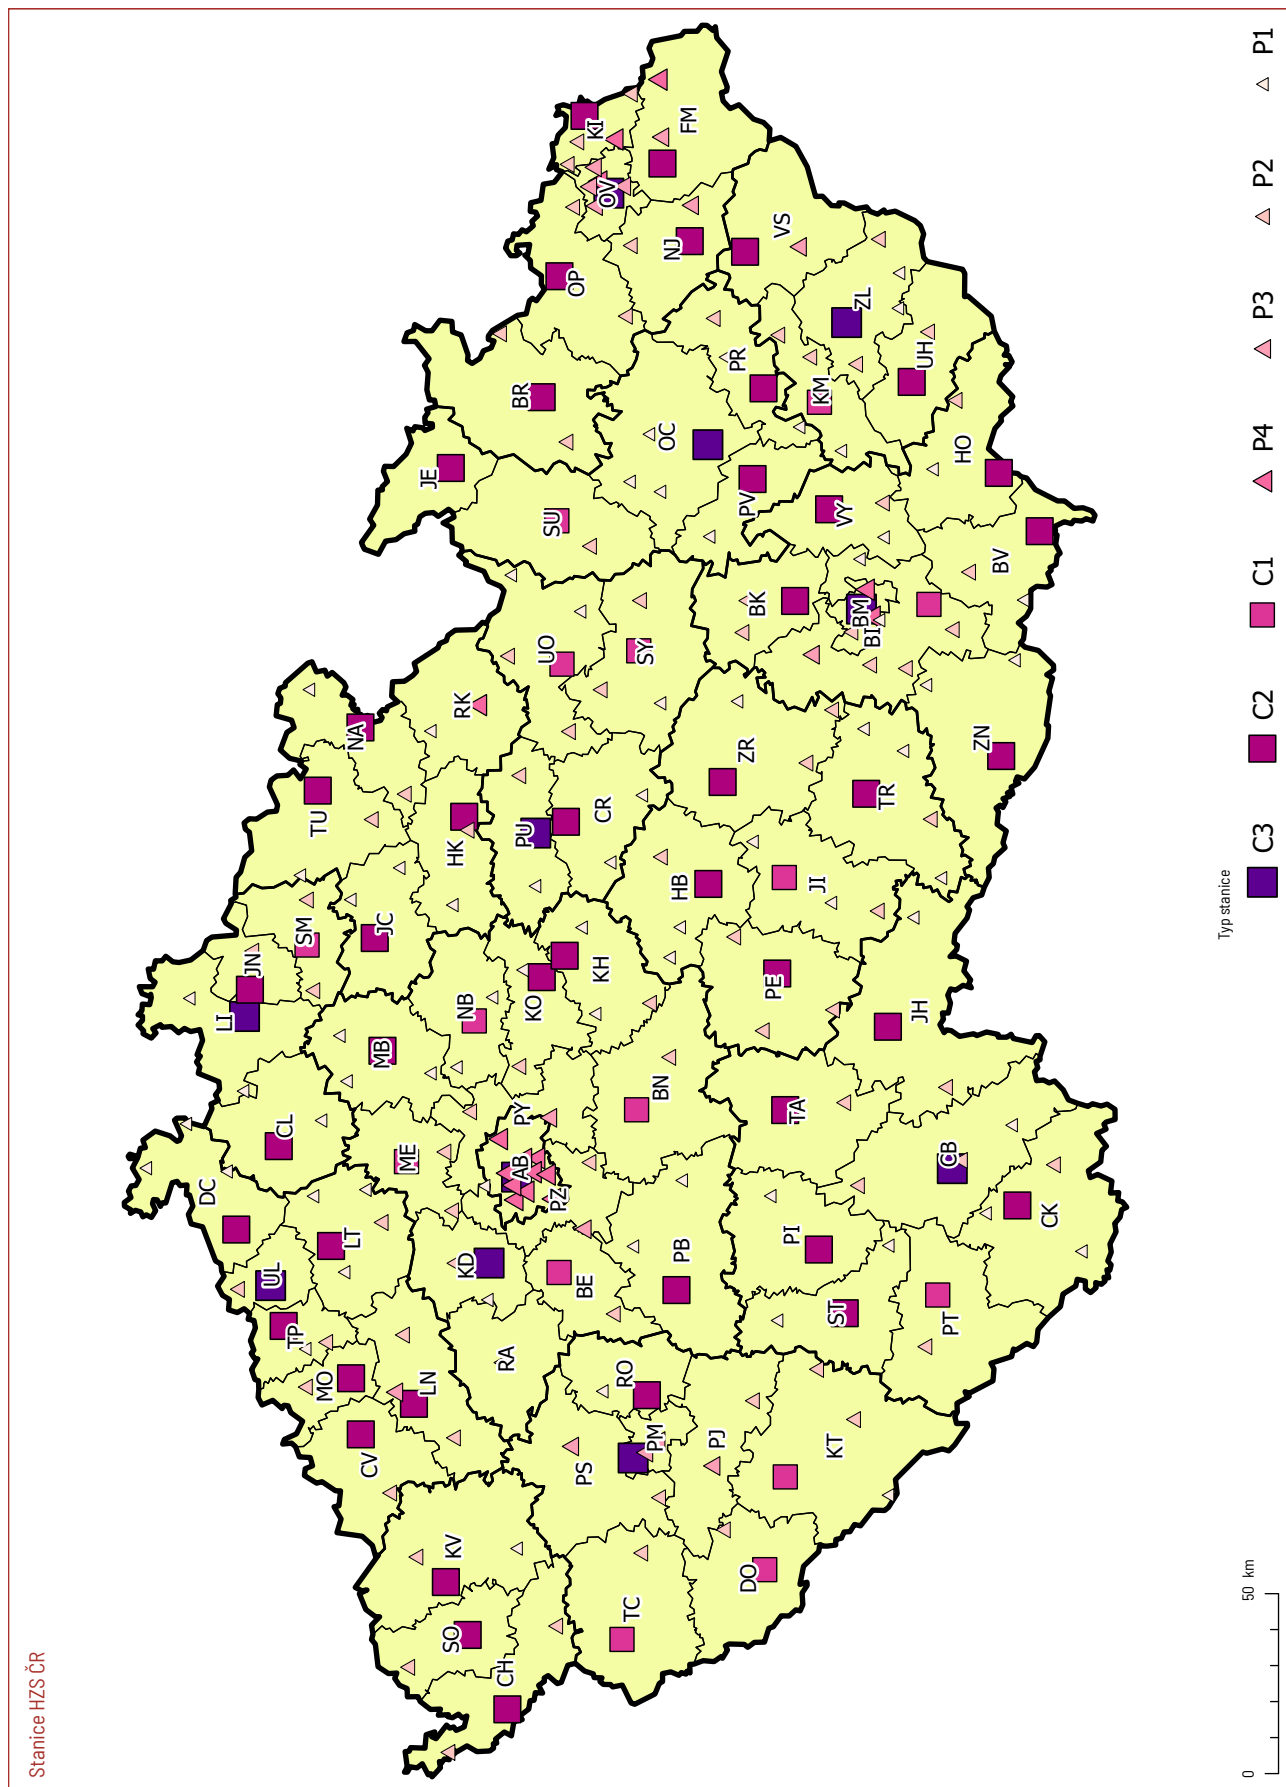 Stanice HZS ČR
KI
FM
OV
NJ
VS
OP
ZL
PR
UH
BR
KM
OC
HO
JE
PV
VY
SU
BV
BK
BM
BI
UO
SY
RK
NA
ZR
ZN
TU
TR
CR
PU
HK
JI
HB
JC
SM
JN
KH
PE
KO
NB
LI
JH
MB
BN
TA
PY
CL
ME
AB
CB
DC
PZ
CK
LT
PI
PB
KD
UL
BE
ST
PT
TP
RA
MO
LN
RO
PM
PJ
KT
CV
PS
KV
DO
TC
SO
CH
Typ stanice
C3
C2
C1
P4
P3
P2
P1
0
50 km